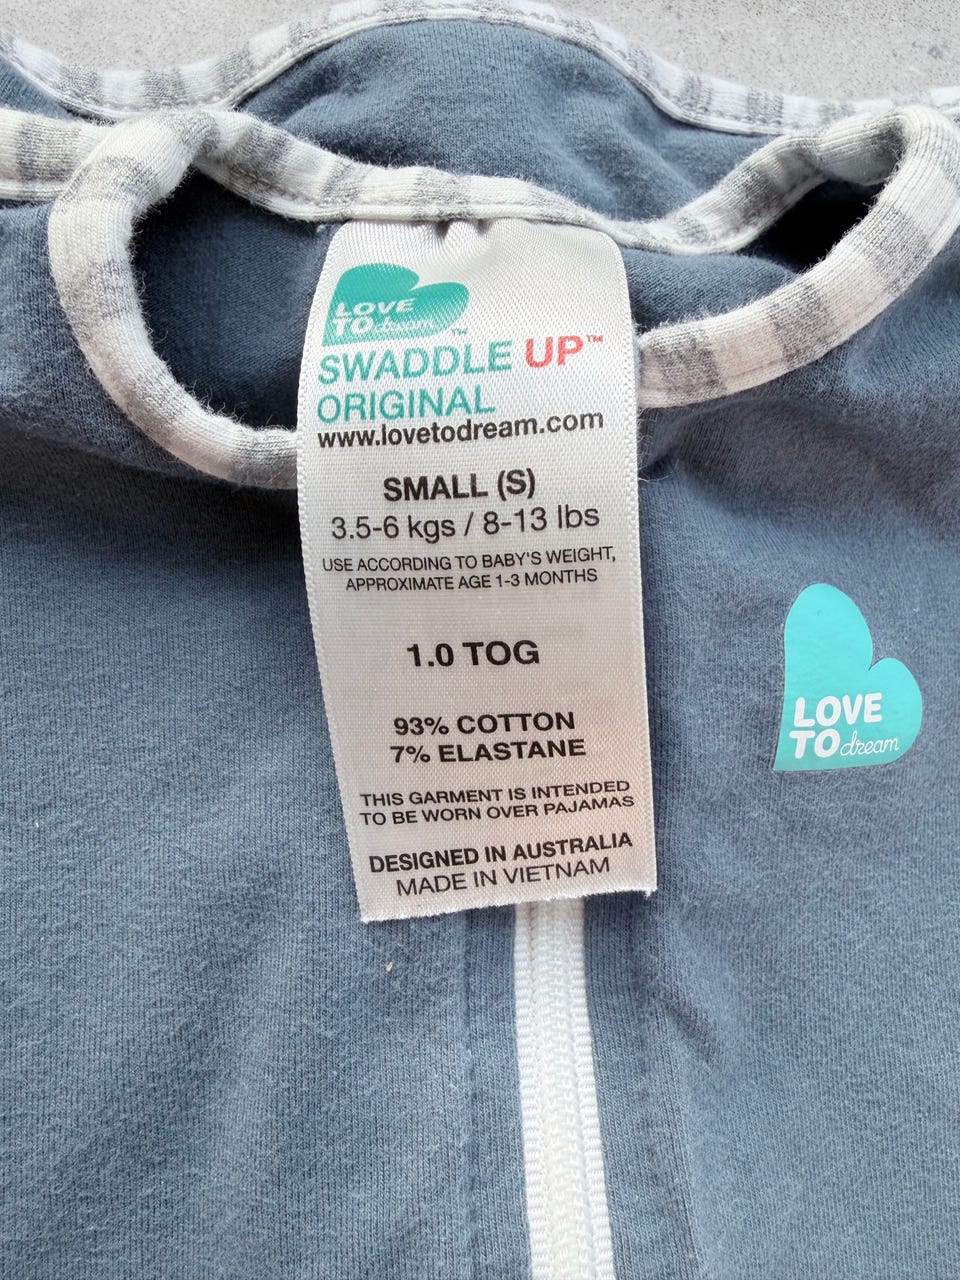 LOVE
TO dream™
SWADDLE UP™
ORIGINAL
www.lovetodream.com
SMALL (S)
3.5-6 kgs / 8-13 lbs
USE ACCORDING TO BABY'S WEIGHT,
APPROXIMATE AGE 1-3 MONTHS
1.0 TOG
93% COTTON
7% ELASTANE
THIS GARMENT IS INTENDED
TO BE WORN OVER PAJAMAS
DESIGNED IN AUSTRALIA
MADE IN VIETNAM
LOVE
TO dream